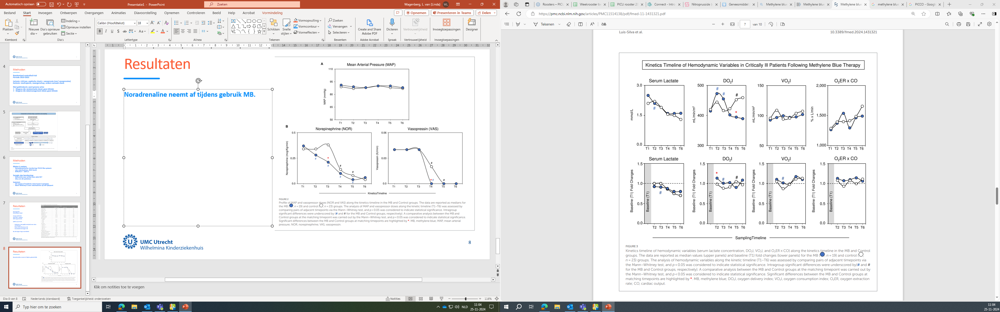 Automatisch opslaan
Presentatie1 - PowerPoint
Zoeken
Wagenberg, L. van (Linda)
WL
Bestand Start Invoegen Ontwerpen Overgangen Animaties Diavoorstelling Opnemen Controleren Beeld Help Acrobat Vormindeling
Opnemen
Presenteren in Teams
Delen
Plakken
Nieuwe dia
Dia's opnieuw gebruiken
Indeling
Opnieuw instellen
Sectie
Calibri (Hoofdtekst) 18
Schikken
Snelle stijlen
Vormopvulling
Vormcontour
Vormeffecten
Zoeken
Vervangen
Selecteren
Create and Share Adobe PDF
Dicteren
Vertrouwelijkheid
Invoegtoepassingen
Designer
Klembord Dia's Lettertype Alinea Tekenen Bewerken Adobe Acrobat Spraak Vertrouwelijkheid Invoegtoepassingen
4
Methoden
Randomised controlled trial
Periode 2019-2023
5
6
Methoden
7
Resultaten
8
Resultaten
Resultaten
Noradrenaline neemt af tijdens gebruik MB.
A
Mean Arterial Pressure (MAP)
MAP (mmHg)
110
95
80
65
50
T1 T2 T3 T4 T5 T6
B
Norepinephrine (NOR)
Norepinephrine (mcg/Kg/min)
0.5
0.25
0.0
T1 T2 T3 T4 T5 T6
Vasopressin (VAS)
Vasopressin (IU/min)
0.06
0.03
0.0
T1 T2 T3 T4 T5 T6
KineticsTimeline
FIGURE 2
Profile of MAP and vasopressor doses (NOR and VAS) along the kinetics timeline in the MB and Control groups. The data are reported as medians for
the MB ( , n = 19) and control ( , n = 23) groups. The analysis of MAP and vasopressor doses along the kinetic timeline (T1–T6) was assessed by
comparing pairs of adjacent timepoints via the Mann–Whitney test, and p < 0.05 was considered to indicate statistical significance. Intragroup
significant differences were underscored by (# and # for the MB and Control groups, respectively). A comparative analysis between the MB and
Control groups at the matching timepoint was carried out by the Mann–Whitney test, and p < 0.05 was considered to indicate statistical significance.
Significant differences between the MB and Control groups at matching timepoints are highlighted by *. MB, methylene blue; MAP, mean arterial
pressure; NOR, norepinephrine; VAS, vasopressin.
UMC Utrecht
Wilhelmina Kinderziekenhuis
8
Klik om notities toe te voegen
Dia 8 van 8
Nederlands (standaard)
Toegankelijkheid: onderzoeken
Notities
116%
Typ hier om te zoeken
NLD
11:04
25-11-2024
Roosters – PICU
Weekrooster be
PICU rooster 20
Connect - Intro
Nitroprusside (
Geneesmiddel
Methylene blue
Methylene blue
Methylene blue
methylene blue
PICCO - Google
https://pmc.ncbi.nlm.nih.gov/articles/PMC11514138/pdf/fmed-11-1431321.pdf
Tekenen
7 van 10
Luis-Silva et al.
10.3389/fmed.2024.1431321
Kinetics Timeline of Hemodynamic Variables in Critically Ill Patients Following Methylene Blue Therapy
Serum Lactate
mmol/L
3.0
1.5
0.0
T1 T2 T3 T4 T5 T6
DO2I
mL/min/m²
500
400
300
T1 T2 T3 T4 T5 T6
VO2I
mL/min/m²
150
100
50
T1 T2 T3 T4 T5 T6
O2ER x CO
% x L/min
2,000
1,500
1,000
T1 T2 T3 T4 T5 T6
Serum Lactate
Baseline (T1) Fold Changes
1.5
1.0
0.5
0.0
Baseline (T1)
T2 T3 T4 T5 T6
DO2I
Baseline (T1) Fold Changes
1.5
1.0
0.5
0.0
Baseline (T1)
T2 T3 T4 T5 T6
VO2I
Baseline (T1) Fold Changes
1.5
1.0
0.5
0.0
Baseline (T1)
T2 T3 T4 T5 T6
O2ER x CO
Baseline (T1) Fold Changes
1.5
1.0
0.5
0.0
Baseline (T1)
T2 T3 T4 T5 T6
SamplingTimeline
FIGURE 3
Kinetics timeline of hemodynamic variables (serum lactate concentration, DO2I, VO2I, and O2ER x CO) along the kinetics timeline in the MB and Control
groups. The data are reported as median values (upper panels) and baseline (T1) fold changes (lower panels) for the MB ( , n = 19) and control ( ,
n = 23) groups. The analysis of hemodynamic variables along the kinetic timeline (T1–T6) was assessed by comparing pairs of adjacent timepoints via
the Mann–Whitney test, and p < 0.05 was considered to indicate statistical significance. Intragroup significant differences were underscored by(# and #
for the MB and Control groups, respectively). A comparative analysis between the MB and Control groups at the matching timepoint was carried out by
the Mann–Whitney test, and p < 0.05 was considered to indicate statistical significance. Significant differences between the MB and Control groups at
matching timepoints are highlighted by *. MB, methylene blue; DO2I, oxygen delivery index; VO2I, oxygen consumption index; O2ER, oxygen extraction
rate; CO, cardiac output.
11:04
25-11-2024